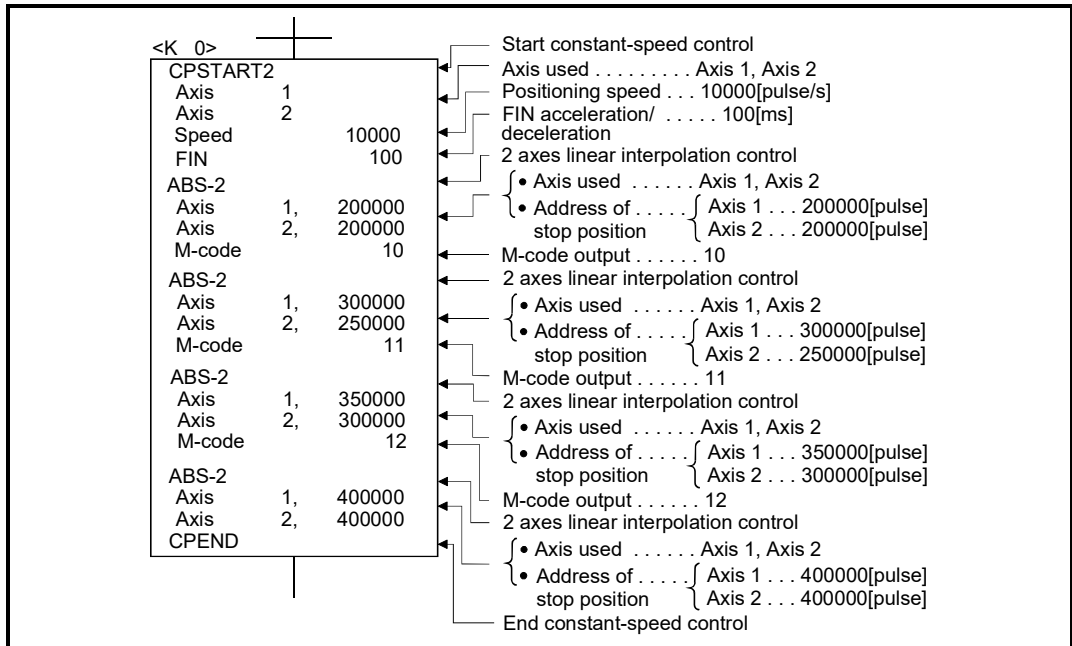 <K 0>
CPSTART2
Axis 1
Axis 2
Speed 10000
FIN 100
ABS-2
Axis 1, 200000
Axis 2, 200000
M-code 10
ABS-2
Axis 1, 300000
Axis 2, 250000
M-code 11
ABS-2
Axis 1, 350000
Axis 2, 300000
M-code 12
ABS-2
Axis 1, 400000
Axis 2, 400000
CPEND
Start constant-speed control
Axis used . . . . . . . . . Axis 1, Axis 2
Positioning speed . . . 10000[pulse/s]
FIN acceleration/ . . . . . 100[ms]
deceleration
2 axes linear interpolation control
• Axis used . . . . . . Axis 1, Axis 2
• Address of . . . . . Axis 1 . . . 200000[pulse]
stop position Axis 2 . . . 200000[pulse]
M-code output . . . . . . 10
2 axes linear interpolation control
• Axis used . . . . . . Axis 1, Axis 2
• Address of . . . . . Axis 1 . . . 300000[pulse]
stop position Axis 2 . . . 250000[pulse]
M-code output . . . . . . 11
2 axes linear interpolation control
• Axis used . . . . . . Axis 1, Axis 2
• Address of . . . . . Axis 1 . . . 350000[pulse]
stop position Axis 2 . . . 300000[pulse]
M-code output . . . . . . 12
2 axes linear interpolation control
• Axis used . . . . . . Axis 1, Axis 2
• Address of . . . . . Axis 1 . . . 400000[pulse]
stop position Axis 2 . . . 400000[pulse]
End constant-speed control